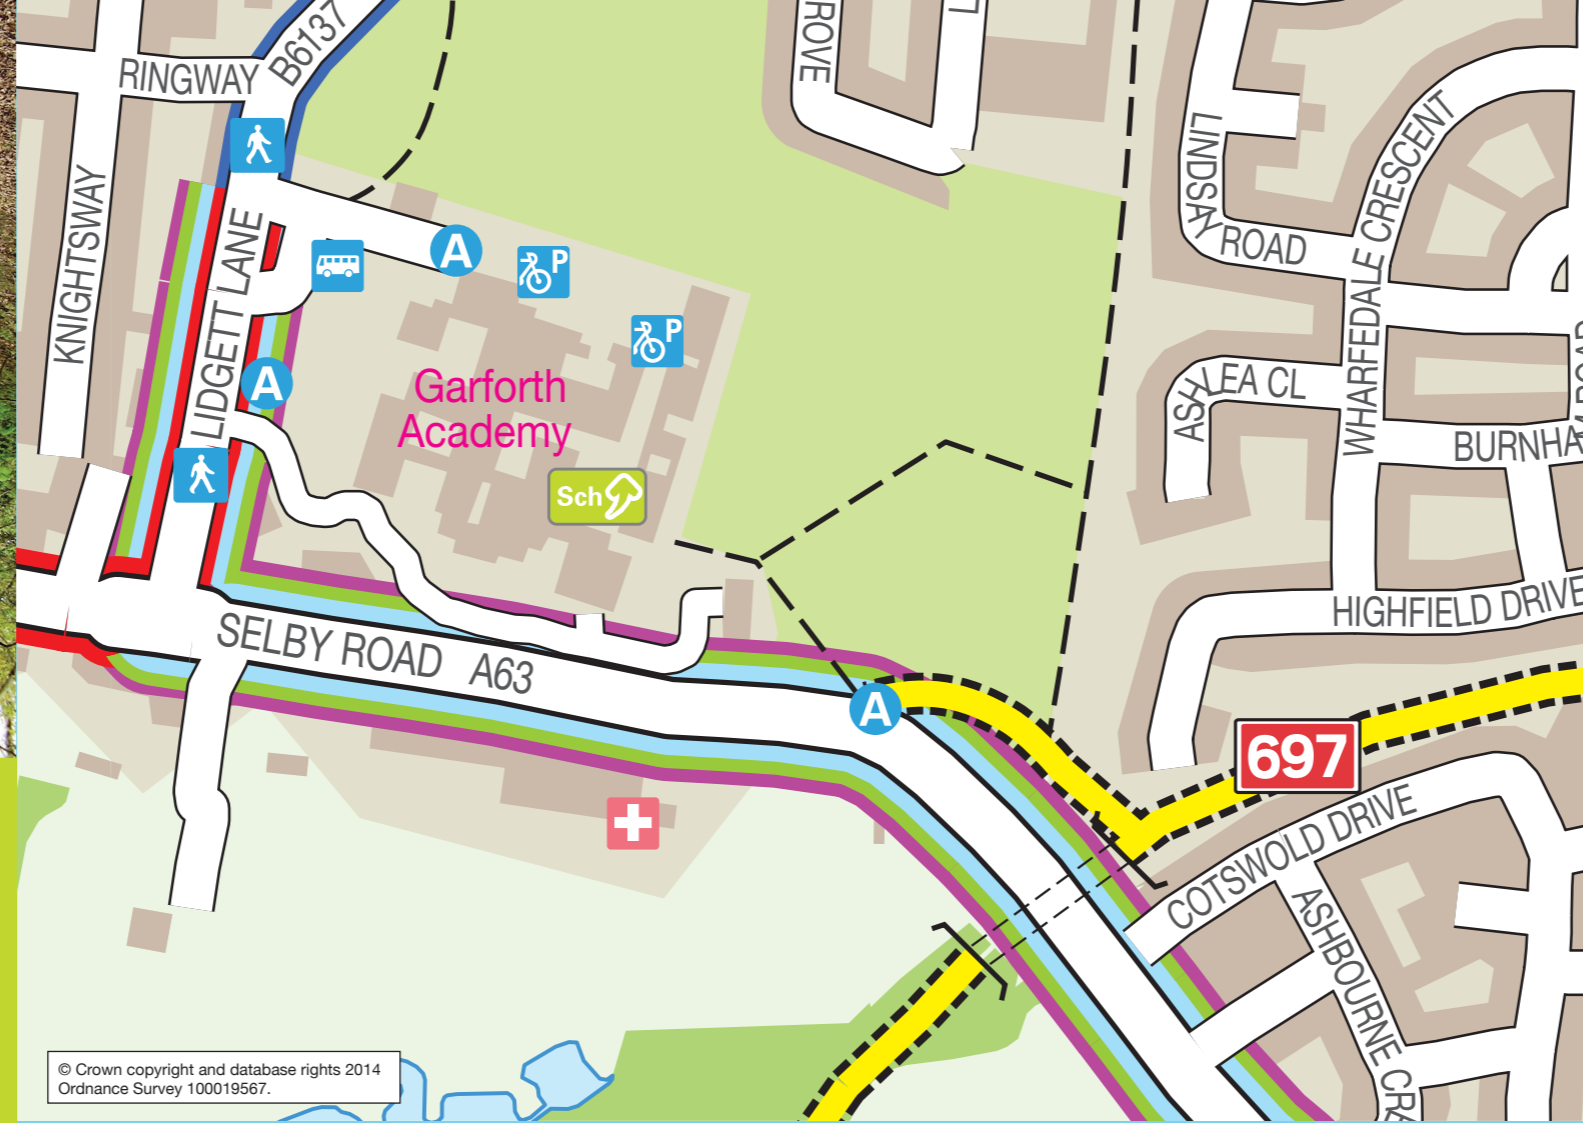 ROVE
B6137
RINGWAY
KNIGHTSWAY
LIDGETT LANE
A
P
P
A
Garforth
Academy
Sch
SELBY ROAD A63
A
LINDSAY ROAD
WHARFEDALE CRESCENT
ASHLEA CL
BURNHA
ROAD
HIGHFIELD DRIVE
697
COTSWOLD DRIVE
ASHBOURNE CR
© Crown copyright and database rights 2014
Ordnance Survey 100019567.